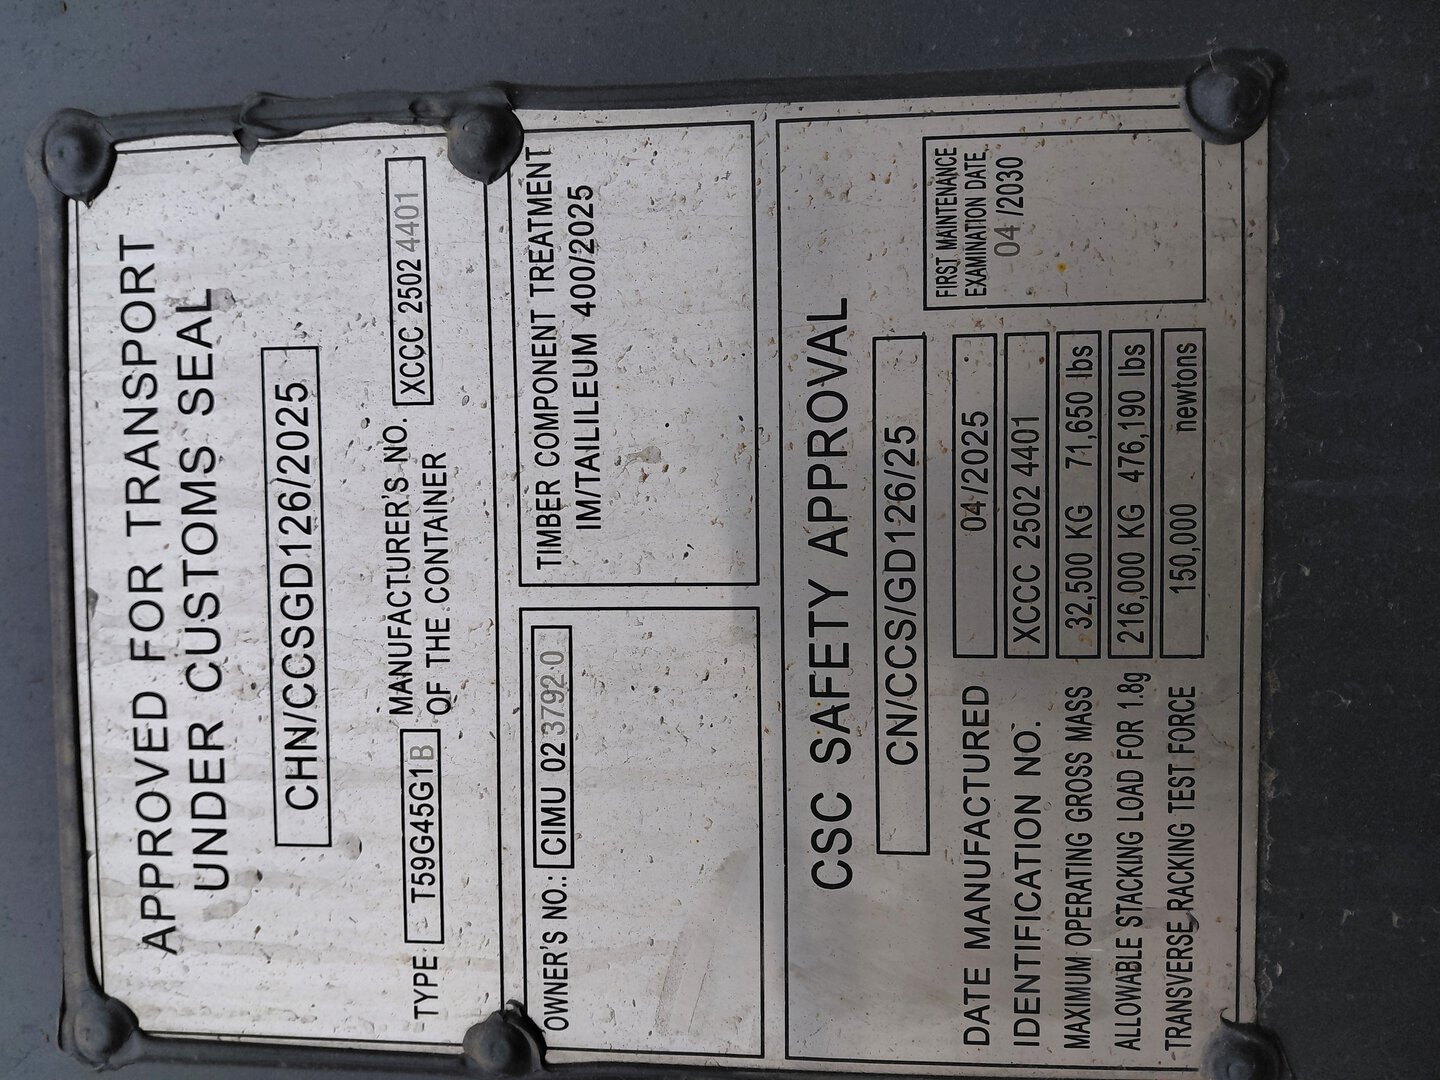 APPROVED FOR TRANSPORT
UNDER CUSTOMS SEAL
CHN/CCSGD126/2025
TYPE T59G45G1B MANUFACTURER'S NO. OF THE CONTAINER XCCC 2502 4401
OWNER'S NO.: CIMU 02 3792 0
TIMBER COMPONENT TREATMENT
IM/TAILILEUM 400/2025
CSC SAFETY APPROVAL
CN/CCS/GD126/25
DATE MANUFACTURED 04 /2025
IDENTIFICATION NO. XCCC 2502 4401
MAXIMUM OPERATING GROSS MASS 32,500 KG 71,650 lbs
ALLOWABLE STACKING LOAD FOR 1.8g 216,000 KG 476,190 lbs
TRANSVERSE RACKING TEST FORCE 150,000 newtons
FIRST MAINTENANCE
EXAMINATION DATE
04 /2030